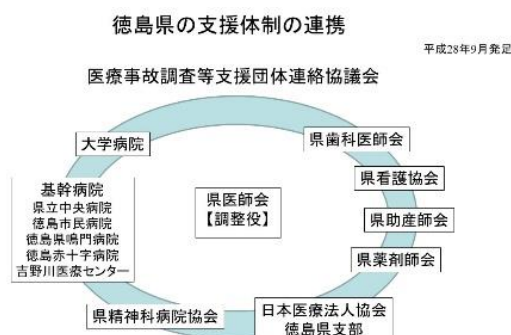 徳島県の支援体制の連携
平成28年9月発足
医療事故調査等支援団体連絡協議会
大学病院
県歯科医師会
県看護協会
基幹病院
県立中央病院
徳島市民病院
徳島県鳴門病院
徳島赤十字病院
吉野川医療センター
県医師会
【調整役】
県助産師会
県薬剤師会
県精神科病院協会
日本医療法人協会
徳島県支部